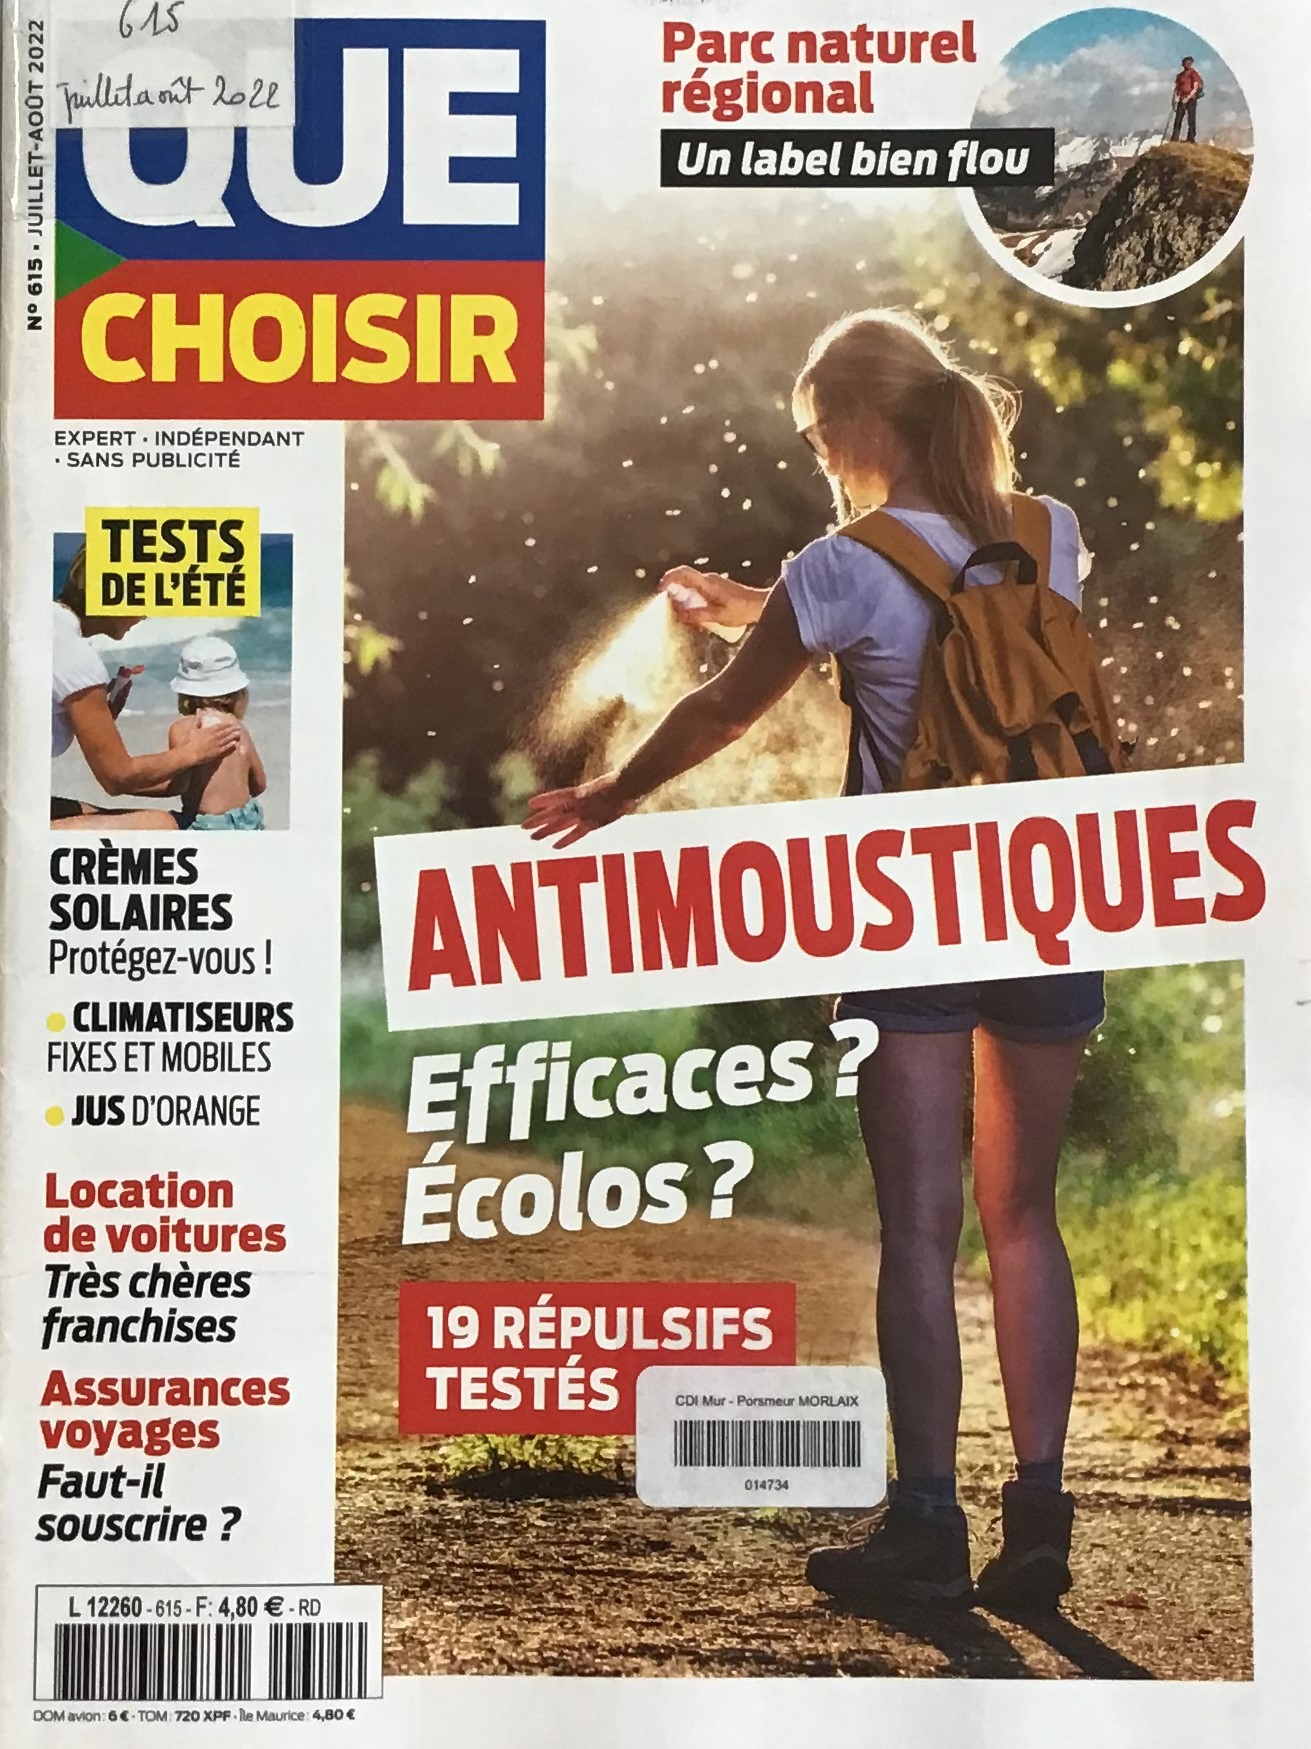 615
juillet août 2022
N° 615 • JUILLET-AOÛT 2022
QUE
CHOISIR
EXPERT • INDÉPENDANT
• SANS PUBLICITÉ
Parc naturel
régional
Un label bien flou
TESTS
DE L'ÉTÉ
CRÈMES
SOLAIRES
Protégez-vous !
CLIMATISEURS
FIXES ET MOBILES
JUS D'ORANGE
Location
de voitures
Très chères
franchises
Assurances
voyages
Faut-il
souscrire ?
ANTIMOUSTIQUES
Efficaces ?
Écolos ?
19 RÉPULSIFS
TESTÉS
CDI Mur - Porsmeur MORLAIX
014734
L 12260 - 615 - F: 4,80 € - RD
DOM avion : 6 € • TOM : 720 XPF • Île Maurice : 4,80 €